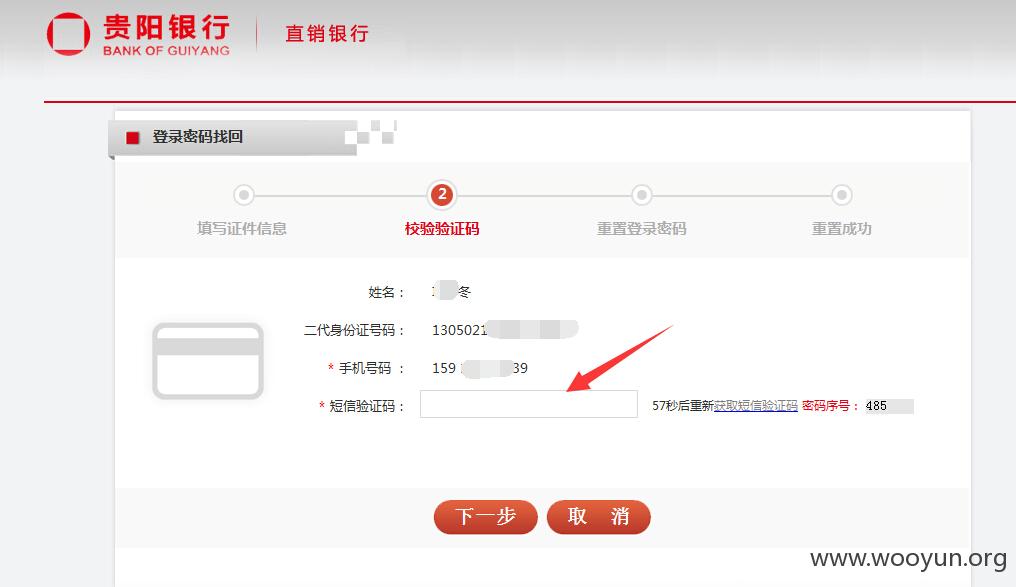 贵阳银行
BANK OF GUIYANG
直销银行
登录密码找回
2
填写证件信息 校验验证码 重置登录密码 重置成功
姓名： 冬
二代身份证号码： 1305021
* 手机号码 ： 159 39
* 短信验证码： 57秒后重新获取短信验证码 密码序号： 485
下一步 取 消
www.wooyun.org